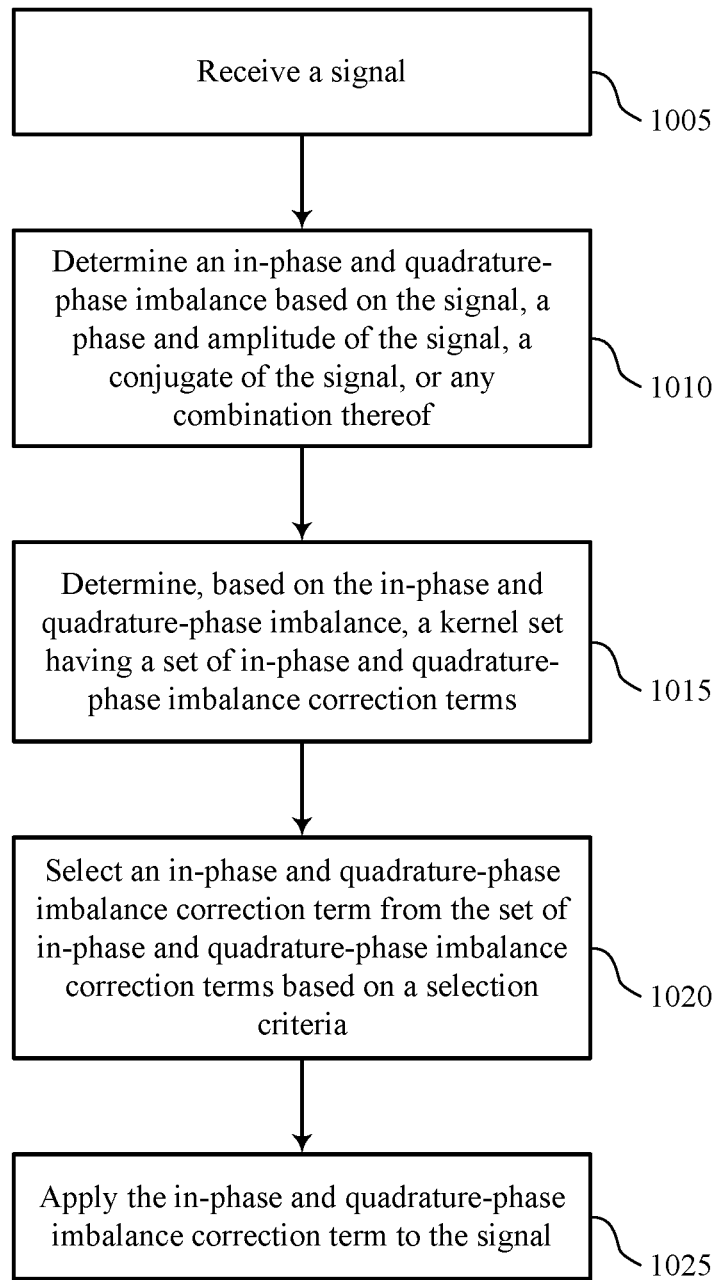 Receive a signal
1005
Determine an in-phase and quadrature-
phase imbalance based on the signal, a
phase and amplitude of the signal, a
conjugate of the signal, or any
combination thereof
1010
Determine, based on the in-phase and
quadrature-phase imbalance, a kernel set
having a set of in-phase and quadrature-
phase imbalance correction terms
1015
Select an in-phase and quadrature-phase
imbalance correction term from the set of
in-phase and quadrature-phase imbalance
correction terms based on a selection
criteria
1020
Apply the in-phase and quadrature-phase
imbalance correction term to the signal
1025